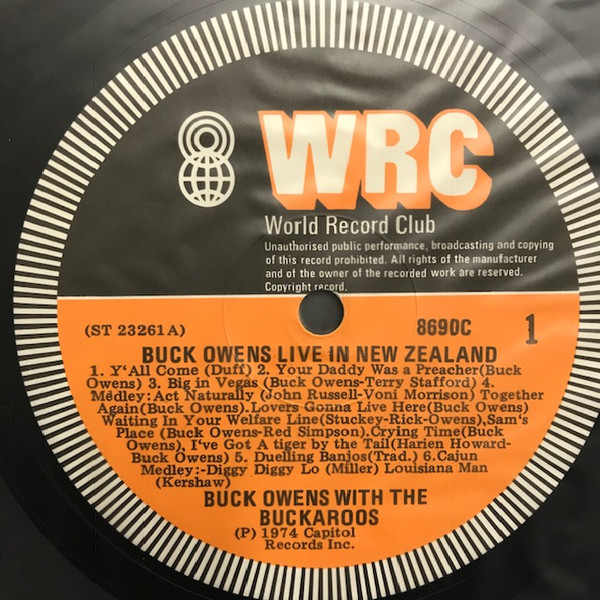 WRC
World Record Club
Unauthorised public performance, broadcasting and copying
of this record prohibited. All rights of the manufacturer
and of the owner of the recorded work are reserved.
Copyright record.
(ST 23261A) 8690C 1
BUCK OWENS LIVE IN NEW ZEALAND
1. Y'All Come (Duff) 2. Your Daddy Was a Preacher(Buck
Owens) 3. Big in Vegas (Buck Owens-Terry Stafford) 4.
Medley:Act Naturally (John Russell-Voni Morrison) Together
Again(Buck Owens).Lovers Gonna Live Here(Buck Owens)
Waiting In Your Welfare Line(Stuckey-Rick-Owens),Sam's
Place (Buck Owens-Red Simpson).Crying Time(Buck
Owens), I've Got A tiger by the Tail(Harien Howard-
Buck Owens) 5. Duelling Banjos(Trad.) 6.Cajun
Medley:-Diggy Diggy Lo (Miller) Louisiana Man
(Kershaw)
BUCK OWENS WITH THE
BUCKAROOS
(P) 1974 Capitol
Records Inc.